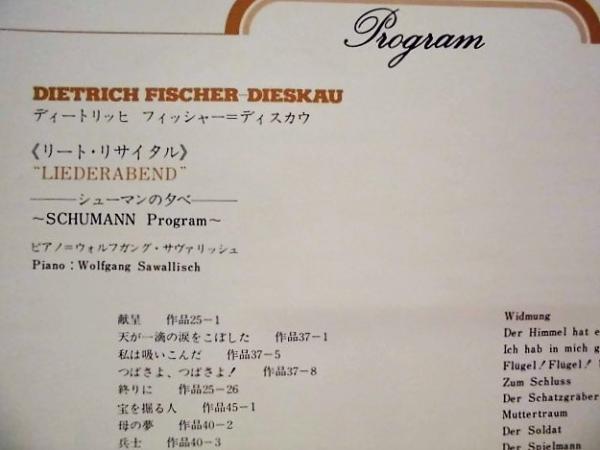 Program
DIETRICH FISCHER-DIESKAU
ディートリッヒ フィッシャー=ディスカウ
《リート・リサイタル》
"LIEDERABEND"
―――シューマンの夕べ―――
～SCHUMANN Program～
ピアノ=ウォルフガング・サヴァリッシュ
Piano : Wolfgang Sawallisch
献呈 作品25-1
天が一滴の涙をこぼした 作品37-1
私は吸いこんだ 作品37-5
つばさよ、つばさよ! 作品37-8
終りに 作品25-26
宝を掘る人 作品45-1
母の夢 作品40-2
兵士 作品40-3
Widmung
Der Himmel hat e
Ich hab in mich g
Flügel! Flügel!
Zum Schluss
Der Schatzgräber
Muttertraum
Der Soldat
Der Spielmann